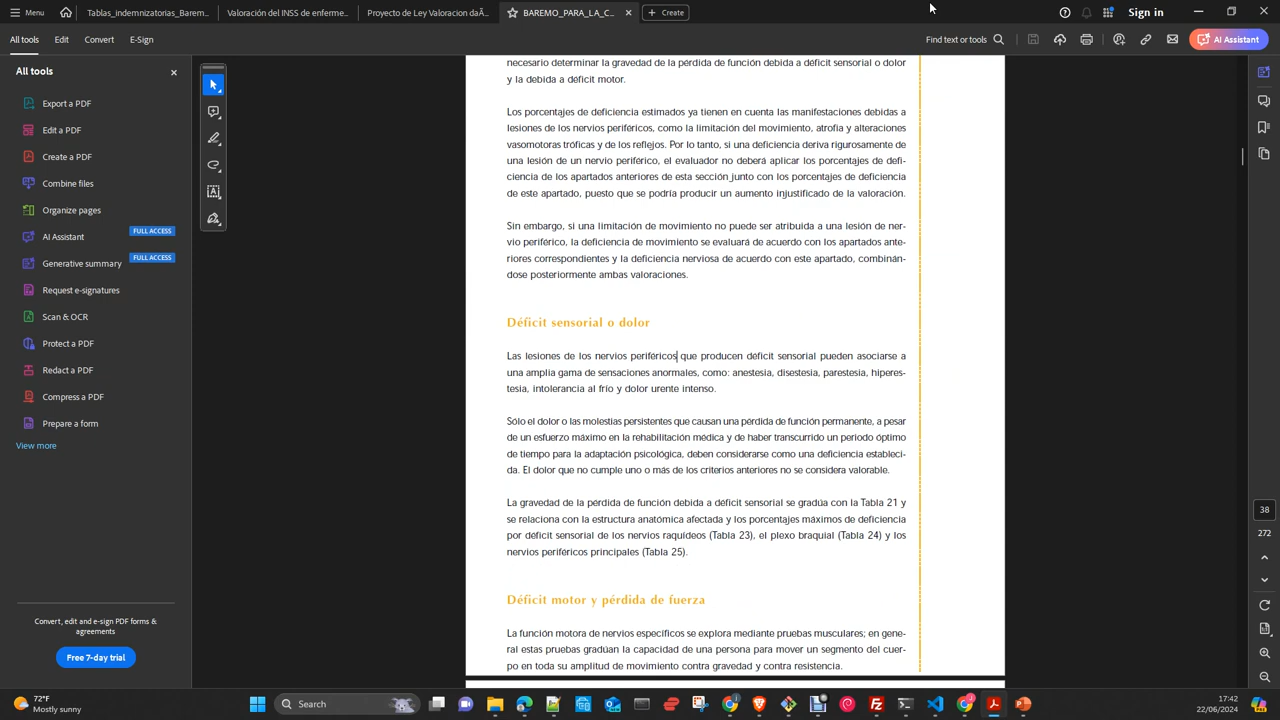 Menu
Tablas_indemnizatorias_Barem...
Valoración del INSS de enferme...
Proyecto de Ley Valoracion daÃ...
BAREMO_PARA_LA_C...
Create
Sign in
All tools
Edit
Convert
E-Sign
Find text or tools
AI Assistant
All tools
Export a PDF
Edit a PDF
Create a PDF
Combine files
Organize pages
AI Assistant
FULL ACCESS
Generative summary
FULL ACCESS
Request e-signatures
Scan & OCR
Protect a PDF
Redact a PDF
Compress a PDF
Prepare a form
View more
Convert, edit and e-sign PDF forms &
agreements
Free 7-day trial
necesario determinar la gravedad de la pérdida de función debida a déficit sensorial o dolor
y la debida a déficit motor.
Los porcentajes de deficiencia estimados ya tienen en cuenta las manifestaciones debidas a
lesiones de los nervios periféricos, como la limitación del movimiento, atrofia y alteraciones
vasomotoras tróficas y de los reflejos. Por lo tanto, si una deficiencia deriva rigurosamente de
una lesión de un nervio periférico, el evaluador no deberá aplicar los porcentajes de defi-
ciencia de los apartados anteriores de esta sección junto con los porcentajes de deficiencia
de este apartado, puesto que se podría producir un aumento injustificado de la valoración.
Sin embargo, si una limitación de movimiento no puede ser atribuida a una lesión de ner-
vio periférico, la deficiencia de movimiento se evaluará de acuerdo con los apartados ante-
riores correspondientes y la deficiencia nerviosa de acuerdo con este apartado, combinán-
dose posteriormente ambas valoraciones.
Déficit sensorial o dolor
Las lesiones de los nervios periféricos que producen déficit sensorial pueden asociarse a
una amplia gama de sensaciones anormales, como: anestesia, disestesia, parestesia, hiperes-
tesia, intolerancia al frío y dolor urente intenso.
Sólo el dolor o las molestias persistentes que causan una pérdida de función permanente, a pesar
de un esfuerzo máximo en la rehabilitación médica y de haber transcurrido un periodo óptimo
de tiempo para la adaptación psicológica, deben considerarse como una deficiencia estableci-
da. El dolor que no cumple uno o más de los criterios anteriores no se considera valorable.
La gravedad de la pérdida de función debida a déficit sensorial se gradúa con la Tabla 21 y
se relaciona con la estructura anatómica afectada y los porcentajes máximos de deficiencia
por déficit sensorial de los nervios raquídeos (Tabla 23), el plexo braquial (Tabla 24) y los
nervios periféricos principales (Tabla 25).
Déficit motor y pérdida de fuerza
La función motora de nervios específicos se explora mediante pruebas musculares; en gene-
ral estas pruebas gradúan la capacidad de una persona para mover un segmento del cuer-
po en toda su amplitud de movimiento contra gravedad y contra resistencia.
38
272
72°F
Mostly sunny
Search
17:42
22/06/2024